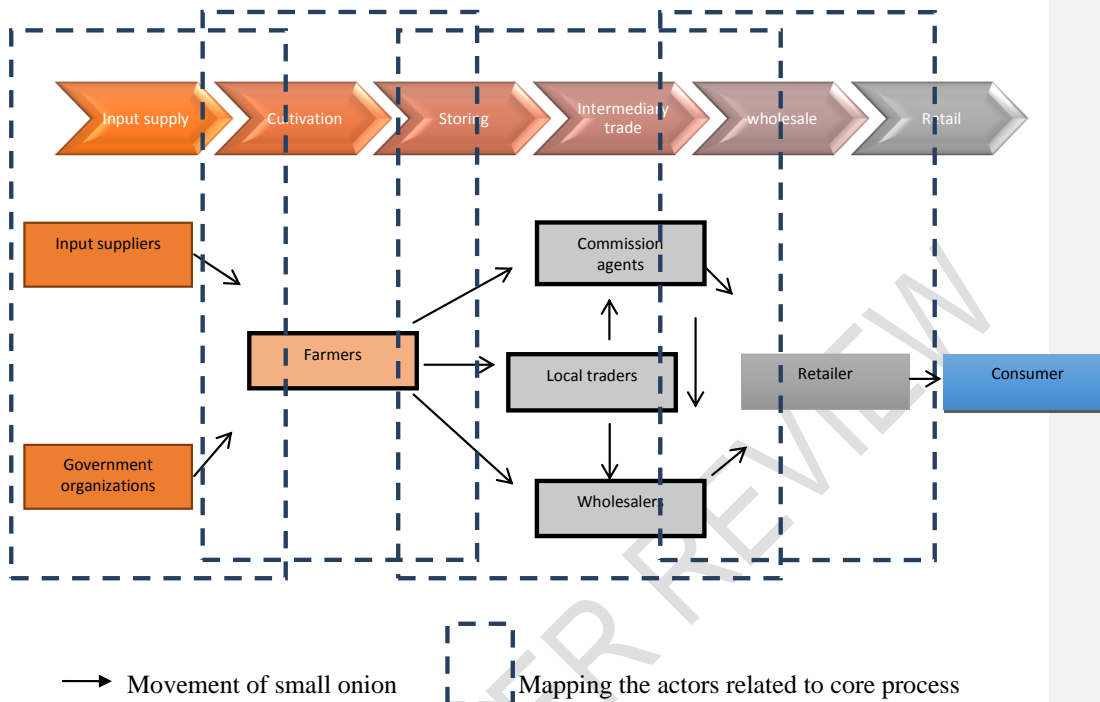 Input supply
Cultivation
Storing
Intermediary
trade
wholesale
Retail
Input suppliers
Commission
agents
Farmers
Local traders
Retailer
Consumer
Government
organizations
Wholesalers
ER REVIEW
Movement of small onion
Mapping the actors related to core process